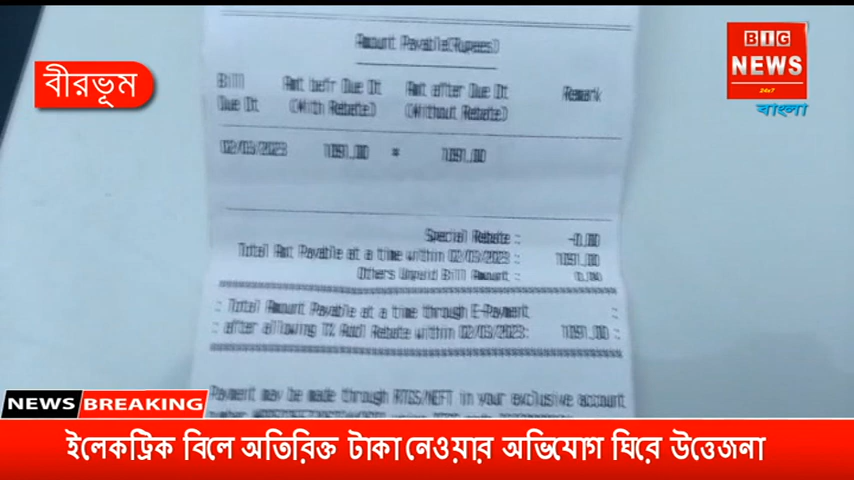 Amount Payable(Rupees)
Bill Amt befr Due Dt Amt after Due Dt Remark
Due Dt (With Rebate) (Without Rebate)
02/03/2023 1091.00 * 1091.00
Special Rebate : -0.00
Total Amt Payable at a time within 02/03/2023 : 1091.00
Others Unpaid Bill Amount : 0.00
: Total Amount Payable at a time through E-Payment :
: after allowing 1% Addl Rebate within 02/03/2023: 1091.00 :
Payment may be made through RTGS/NEFT in your exclusive account
বীরভূম
BIG
NEWS
24x7
বাংলা
NEWS BREAKING
ইলেকট্রিক বিলে অতিরিক্ত টাকা নেওয়ার অভিযোগ ঘিরে উত্তেজনা